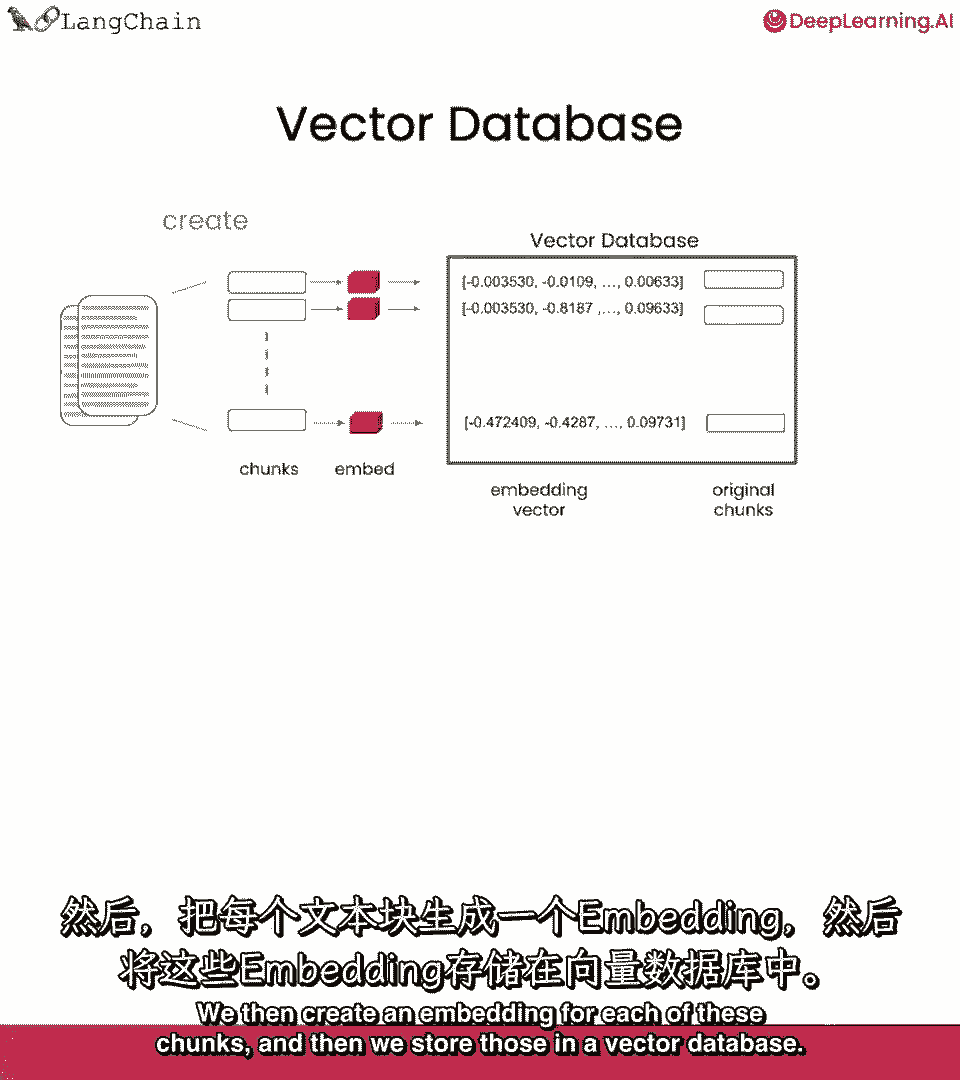 LangChain
DeepLearning.AI
Vector Database
create
Vector Database
[-0.003530, -0.0109, ..., 0.00633]
[-0.003530, -0.8187 ,..., 0.09633]
[-0.472409, -0.4287, ..., 0.09731]
chunks
embed
embedding
vector
original
chunks
然后，把每个文本块生成一个Embedding，然后
将这些Embedding存储在向量数据库中。
We then create an embedding for each of these
chunks, and then we store those in a vector database.